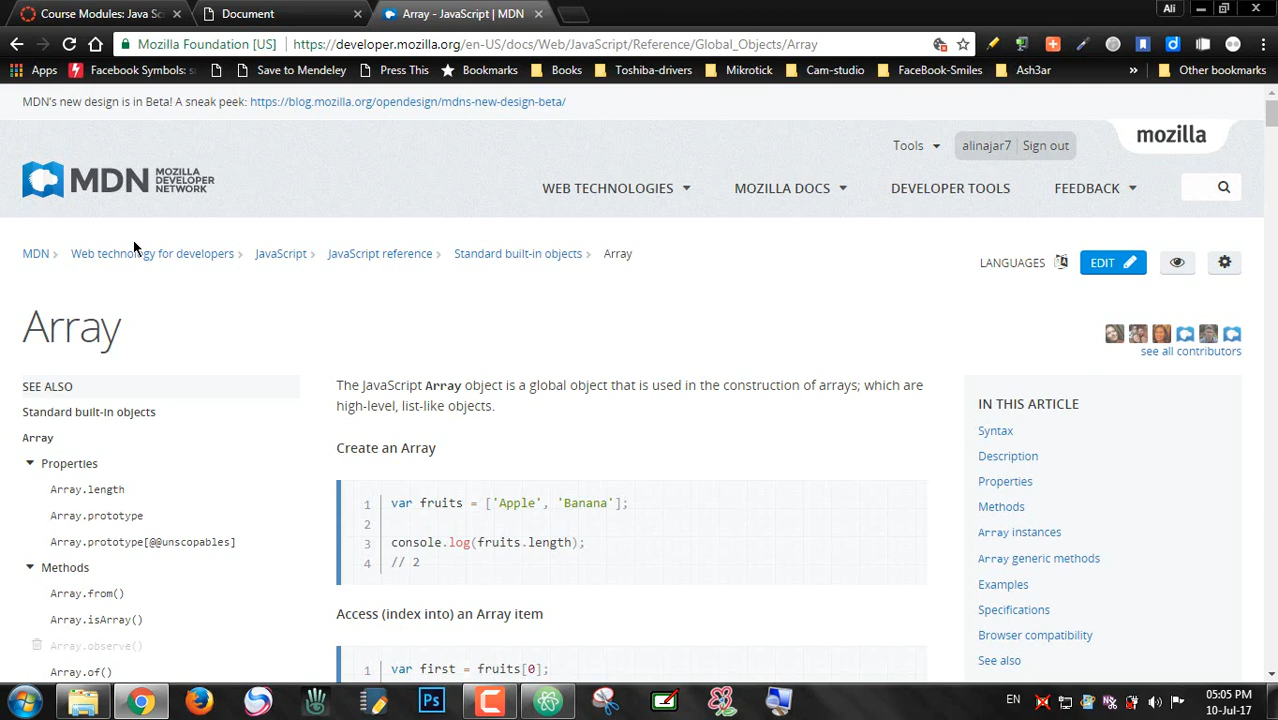 Course Modules: Java Sc
Document
Array - JavaScript | MDN
Ali
Mozilla Foundation [US]
https://developer.mozilla.org/en-US/docs/Web/JavaScript/Reference/Global_Objects/Array
Apps
Facebook Symbols: s
Save to Mendeley
Press This
Bookmarks
Books
Toshiba-drivers
Mikrotick
Cam-studio
FaceBook-Smiles
Ash3ar
»
Other bookmarks
MDN's new design is in Beta! A sneak peek: https://blog.mozilla.org/opendesign/mdns-new-design-beta/
mozilla
Tools
alinajar7
Sign out
MDN MOZILLA DEVELOPER NETWORK
WEB TECHNOLOGIES
MOZILLA DOCS
DEVELOPER TOOLS
FEEDBACK
MDN
Web technology for developers
JavaScript
JavaScript reference
Standard built-in objects
Array
LANGUAGES
EDIT
Array
see all contributors
SEE ALSO
Standard built-in objects
Array
Properties
Array.length
Array.prototype
Array.prototype[@@unscopables]
Methods
Array.from()
Array.isArray()
Array.observe()
Array.of()
The JavaScript Array object is a global object that is used in the construction of arrays; which are
high-level, list-like objects.
Create an Array
1 var fruits = ['Apple', 'Banana'];
2
3 console.log(fruits.length);
4 // 2
Access (index into) an Array item
1 var first = fruits[0];
IN THIS ARTICLE
Syntax
Description
Properties
Methods
Array instances
Array generic methods
Examples
Specifications
Browser compatibility
See also
Ps
EN
05:05 PM
10-Jul-17